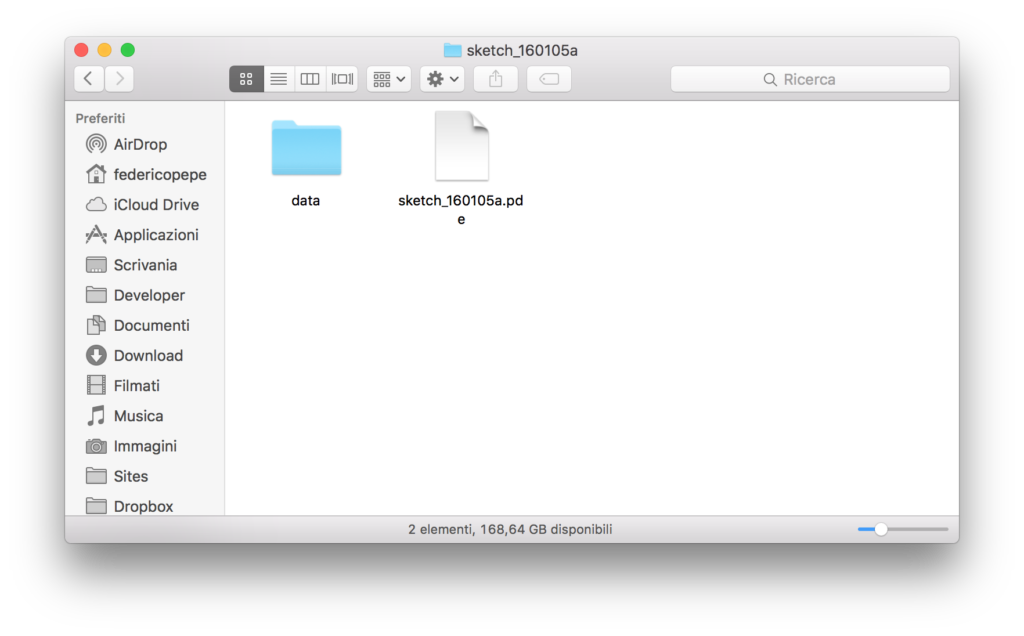 sketch_160105a
Ricerca
Preferiti
AirDrop
federicopepe
iCloud Drive
Applicazioni
Scrivania
Developer
Documenti
Download
Filmati
Musica
Immagini
Sites
Dropbox
data
sketch_160105a.pd
e
2 elementi, 168,64 GB disponibili